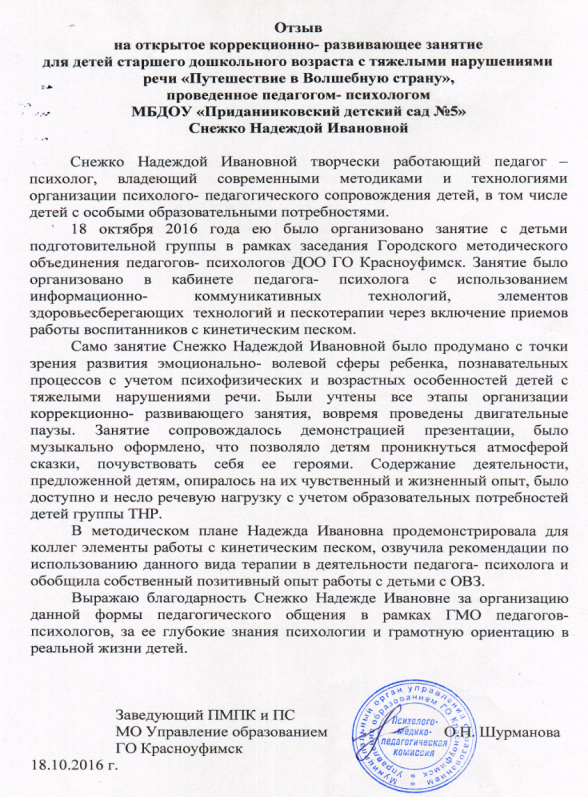 Отзыв
на открытое коррекционно- развивающее занятие
для детей старшего дошкольного возраста с тяжелыми нарушениями
речи «Путешествие в Волшебную страну»,
проведенное педагогом- психологом
МБДОУ «Приданниковский детский сад №5»
Снежко Надеждой Ивановной
Снежко Надеждой Ивановной творчески работающий педагог –
психолог, владеющий современными методиками и технологиями
организации психолого- педагогического сопровождения детей, в том числе
детей с особыми образовательными потребностями.
18 октября 2016 года ею было организовано занятие с детьми
подготовительной группы в рамках заседания Городского методического
объединения педагогов- психологов ДОО ГО Красноуфимск. Занятие было
организовано в кабинете педагога- психолога с использованием
информационно- коммуникативных технологий, элементов
здоровьесберегающих технологий и пескотерапии через включение приемов
работы воспитанников с кинетическим песком.
Само занятие Снежко Надеждой Ивановной было продумано с точки
зрения развития эмоционально- волевой сферы ребенка, познавательных
процессов с учетом психофизических и возрастных особенностей детей с
тяжелыми нарушениями речи. Были учтены все этапы организации
коррекционно- развивающего занятия, вовремя проведены двигательные
паузы. Занятие сопровождалось демонстрацией презентации, было
музыкально оформлено, что позволяло детям проникнуться атмосферой
сказки, почувствовать себя ее героями. Содержание деятельности,
предложенной детям, опиралось на их чувственный и жизненный опыт, было
доступно и несло речевую нагрузку с учетом образовательных потребностей
детей группы ТНР.
В методическом плане Надежда Ивановна продемонстрировала для
коллег элементы работы с кинетическим песком, озвучила рекомендации по
использованию данного вида терапии в деятельности педагога- психолога и
обобщила собственный позитивный опыт работы с детьми с ОВЗ.
Выражаю благодарность Снежко Надежде Ивановне за организацию
данной формы педагогического общения в рамках ГМО педагогов-
психологов, за ее глубокие знания психологии и грамотную ориентацию в
реальной жизни детей.
Заведующий ПМПК и ПС
МО Управление образованием О.Н. Шурманова
ГО Красноуфимск
18.10.2016 г.
Муниципальный орган управления образованием
Управление образованием ГО Красноуфимск
Психолого-
медико-
педагогическая
комиссия